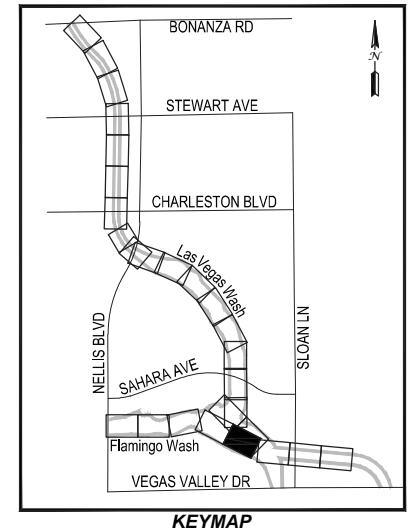 BONANZA RD
N
STEWART AVE
CHARLESTON BLVD
Las Vegas Wash
NELLIS BLVD
SLOAN LN
SAHARA AVE
Flamingo Wash
VEGAS VALLEY DR
KEYMAP